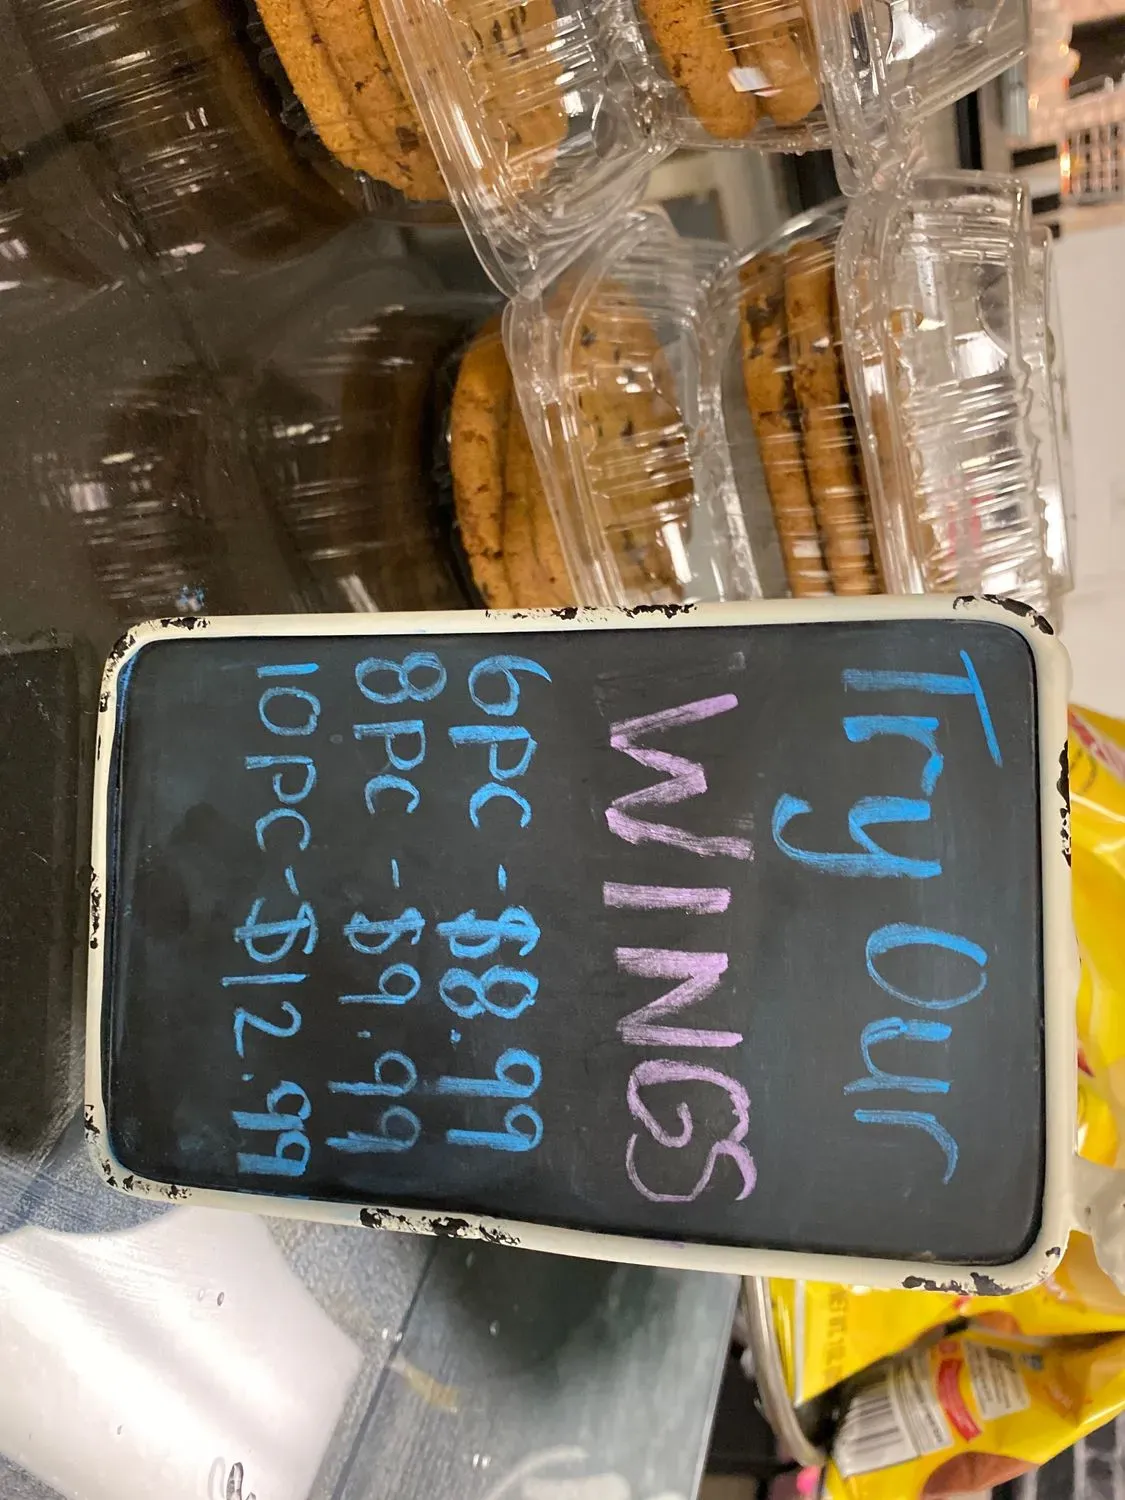 Try Our
WINGS
6pc - $8.99
8pc - $9.99
10pc - $12.99